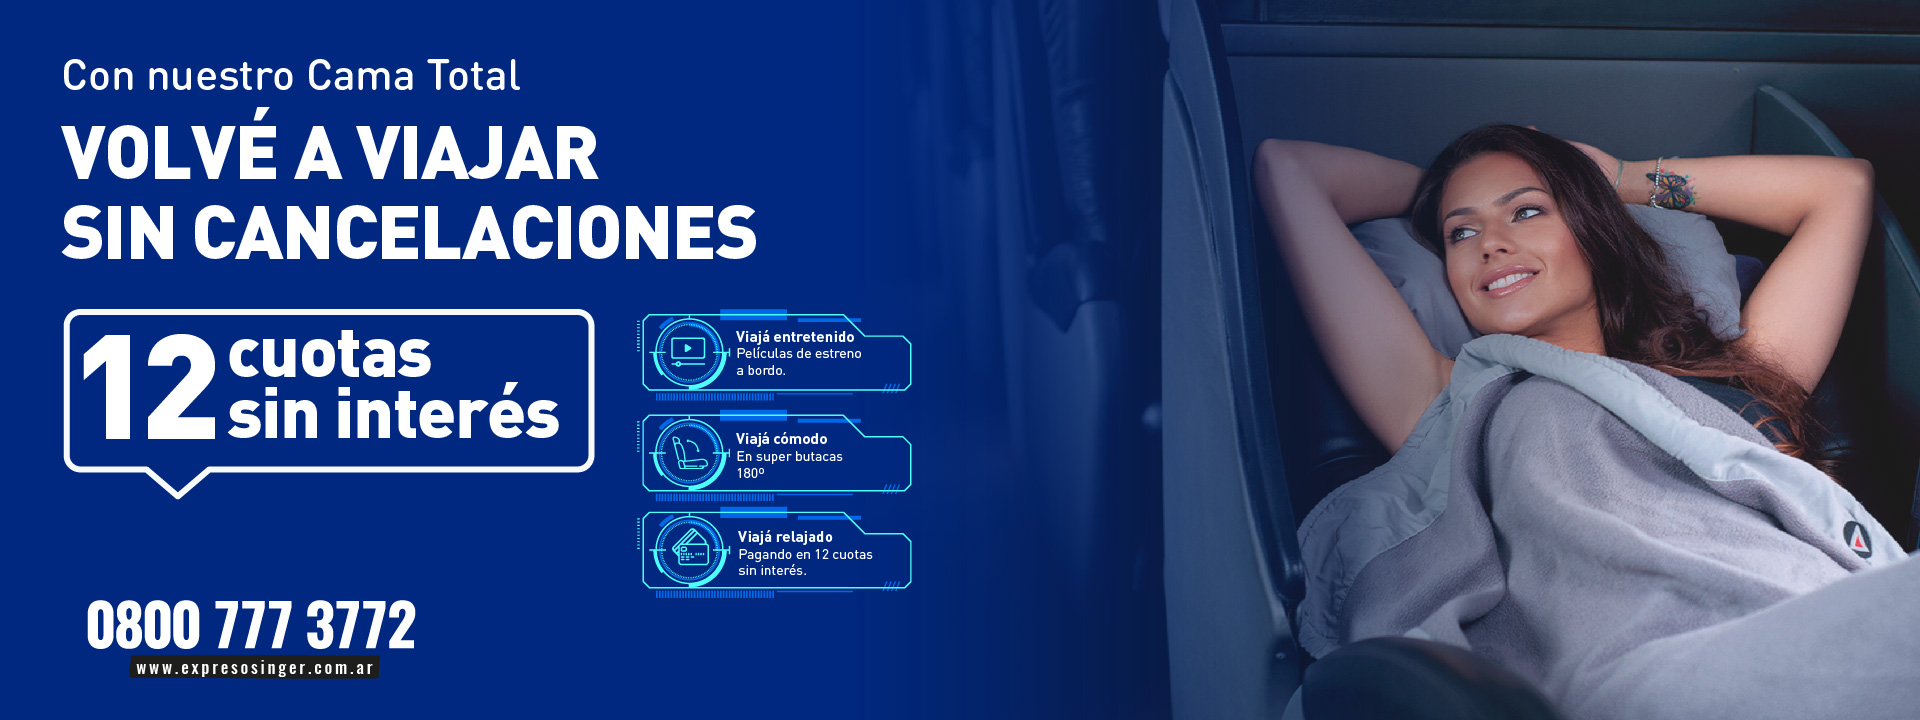 Con nuestro Cama Total
VOLVÉ A VIAJAR
SIN CANCELACIONES
12 cuotas
sin interés
Viajá entretenido
Películas de estreno
a bordo.
Viajá cómodo
En super butacas
180º
Viajá relajado
Pagando en 12 cuotas
sin interés.
0800 777 3772
www.expresosinger.com.ar